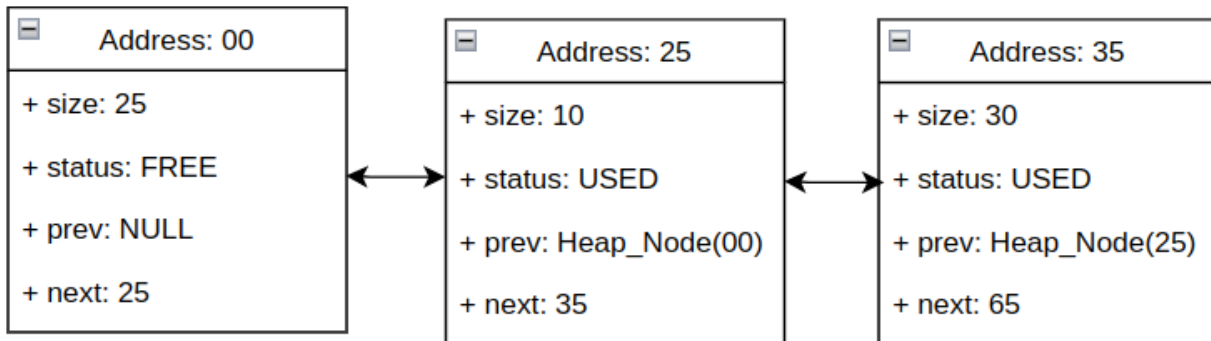 Address: 00
+ size: 25
+ status: FREE
+ prev: NULL
+ next: 25
Address: 25
+ size: 10
+ status: USED
+ prev: Heap_Node(00)
+ next: 35
Address: 35
+ size: 30
+ status: USED
+ prev: Heap_Node(25)
+ next: 65